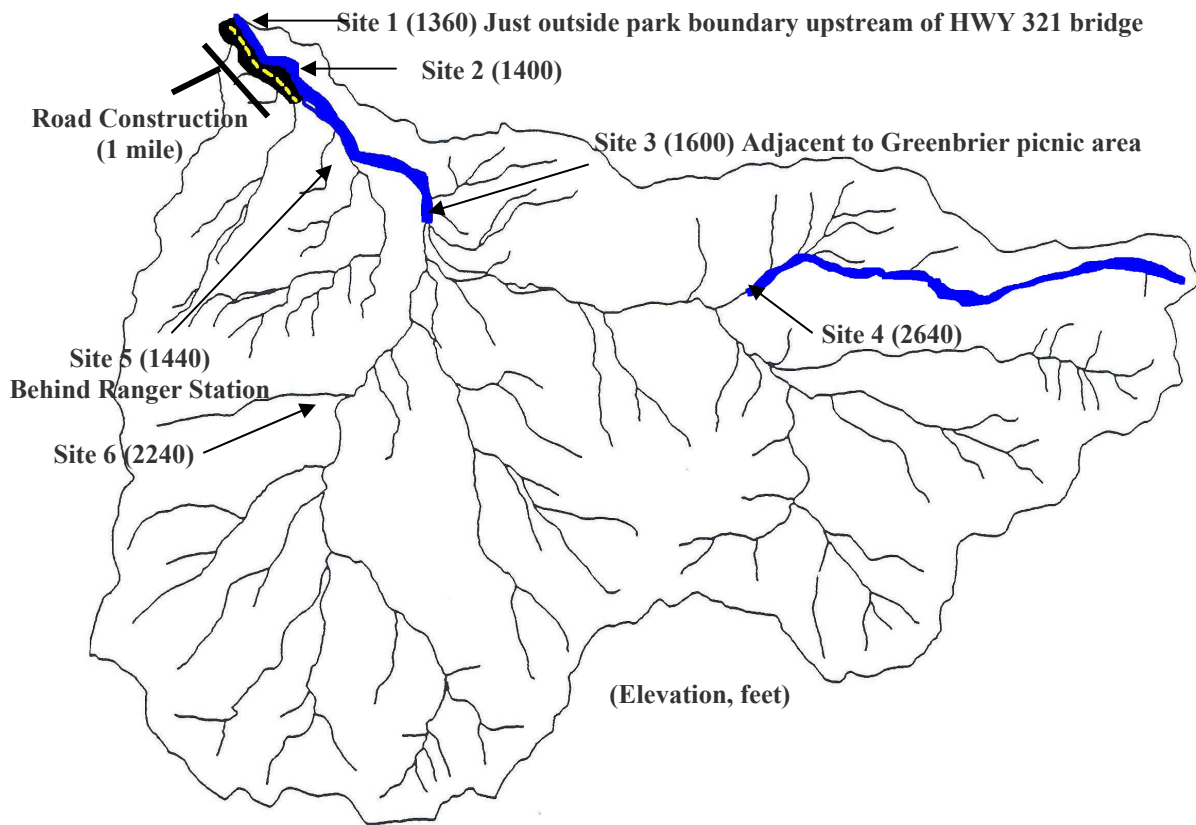 Site 1 (1360) Just outside park boundary upstream of HWY 321 bridge
Site 2 (1400)
Road Construction
(1 mile)
Site 3 (1600) Adjacent to Greenbrier picnic area
Site 4 (2640)
Site 5 (1440)
Behind Ranger Station
Site 6 (2240)
(Elevation, feet)